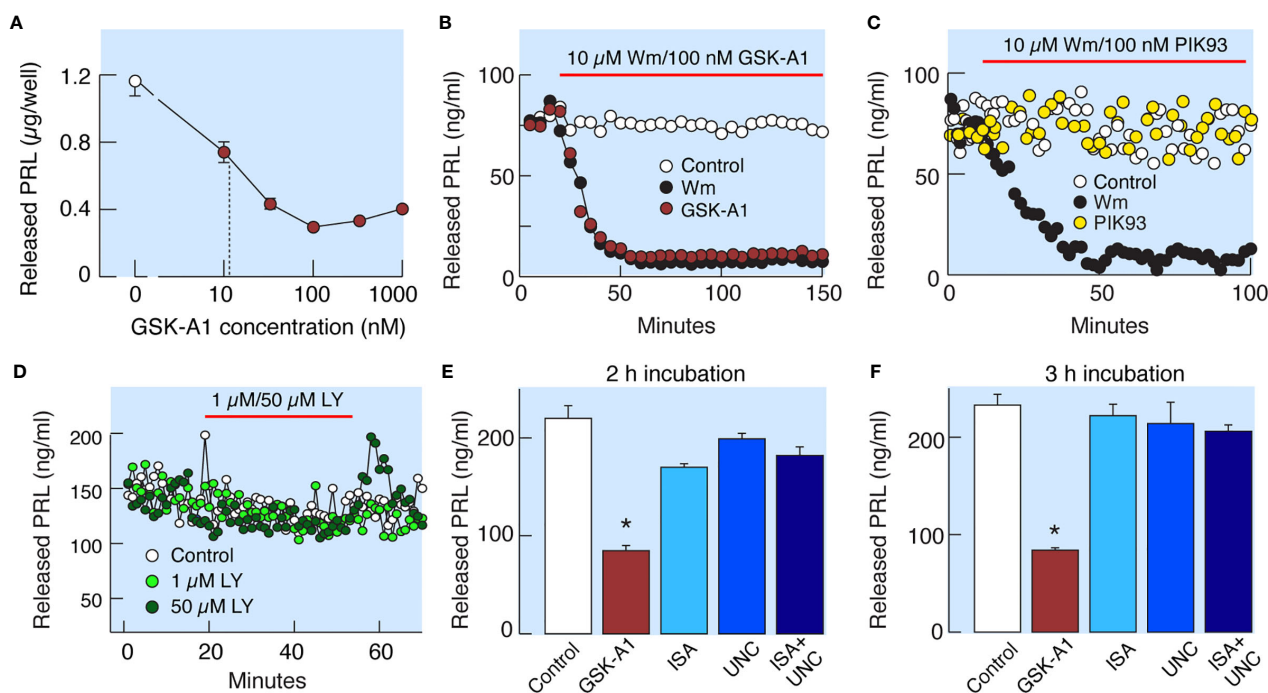 A
Released PRL (µg/well)
1.2
0.8
0.4
0
0 10 100 1000
GSK-A1 concentration (nM)
B
10 µM Wm/100 nM GSK-A1
Released PRL (ng/ml)
100
50
0
Control
Wm
GSK-A1
0 50 100 150
Minutes
C
10 µM Wm/100 nM PIK93
Released PRL (ng/ml)
100
50
0
Control
Wm
PIK93
0 50 100
Minutes
D
1 µM/50 µM LY
Released PRL (ng/ml)
200
150
100
50
Control
1 µM LY
50 µM LY
0 20 40 60
Minutes
E
2 h incubation
Released PRL (ng/ml)
200
100
0
Control
GSK-A1
ISA
UNC
ISA+
UNC
*
F
3 h incubation
Released PRL (ng/ml)
200
100
0
Control
GSK-A1
ISA
UNC
ISA+
UNC
*